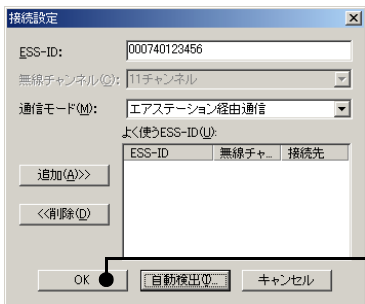 接続設定
ESS-ID: 000740123456
無線チャンネル(C): 11チャンネル
通信モード(M): エアステーション経由通信
よく使うESS-ID(U):
ESS-ID 無線チャ... 接続先
追加(A)>>
<<削除(D)
OK 自動検出(I)... キャンセル